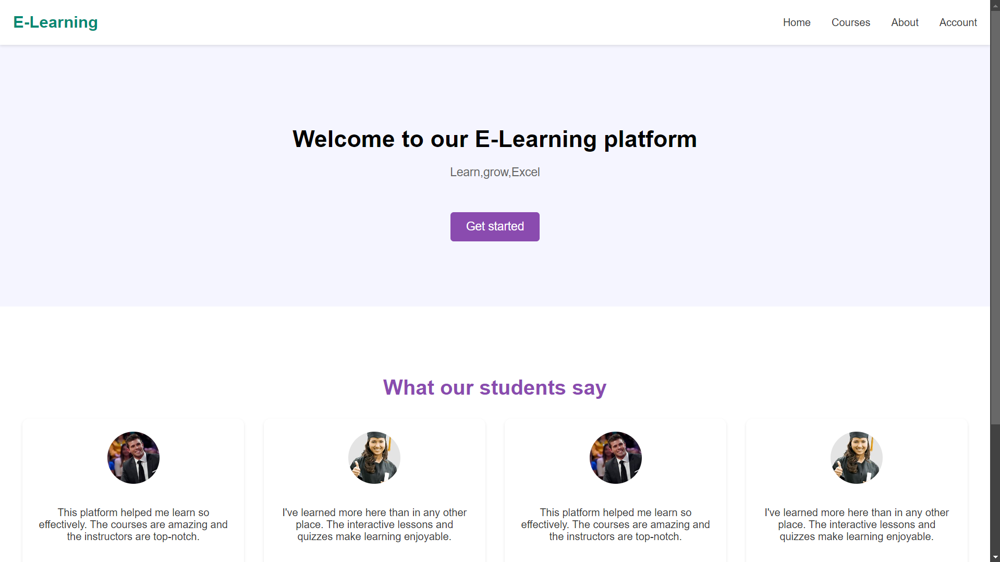 E-Learning
Home Courses About Account
Welcome to our E-Learning platform
Learn,grow,Excel
Get started
What our students say
This platform helped me learn so
effectively. The courses are amazing and
the instructors are top-notch.
I've learned more here than in any other
place. The interactive lessons and
quizzes make learning enjoyable.
This platform helped me learn so
effectively. The courses are amazing and
the instructors are top-notch.
I've learned more here than in any other
place. The interactive lessons and
quizzes make learning enjoyable.